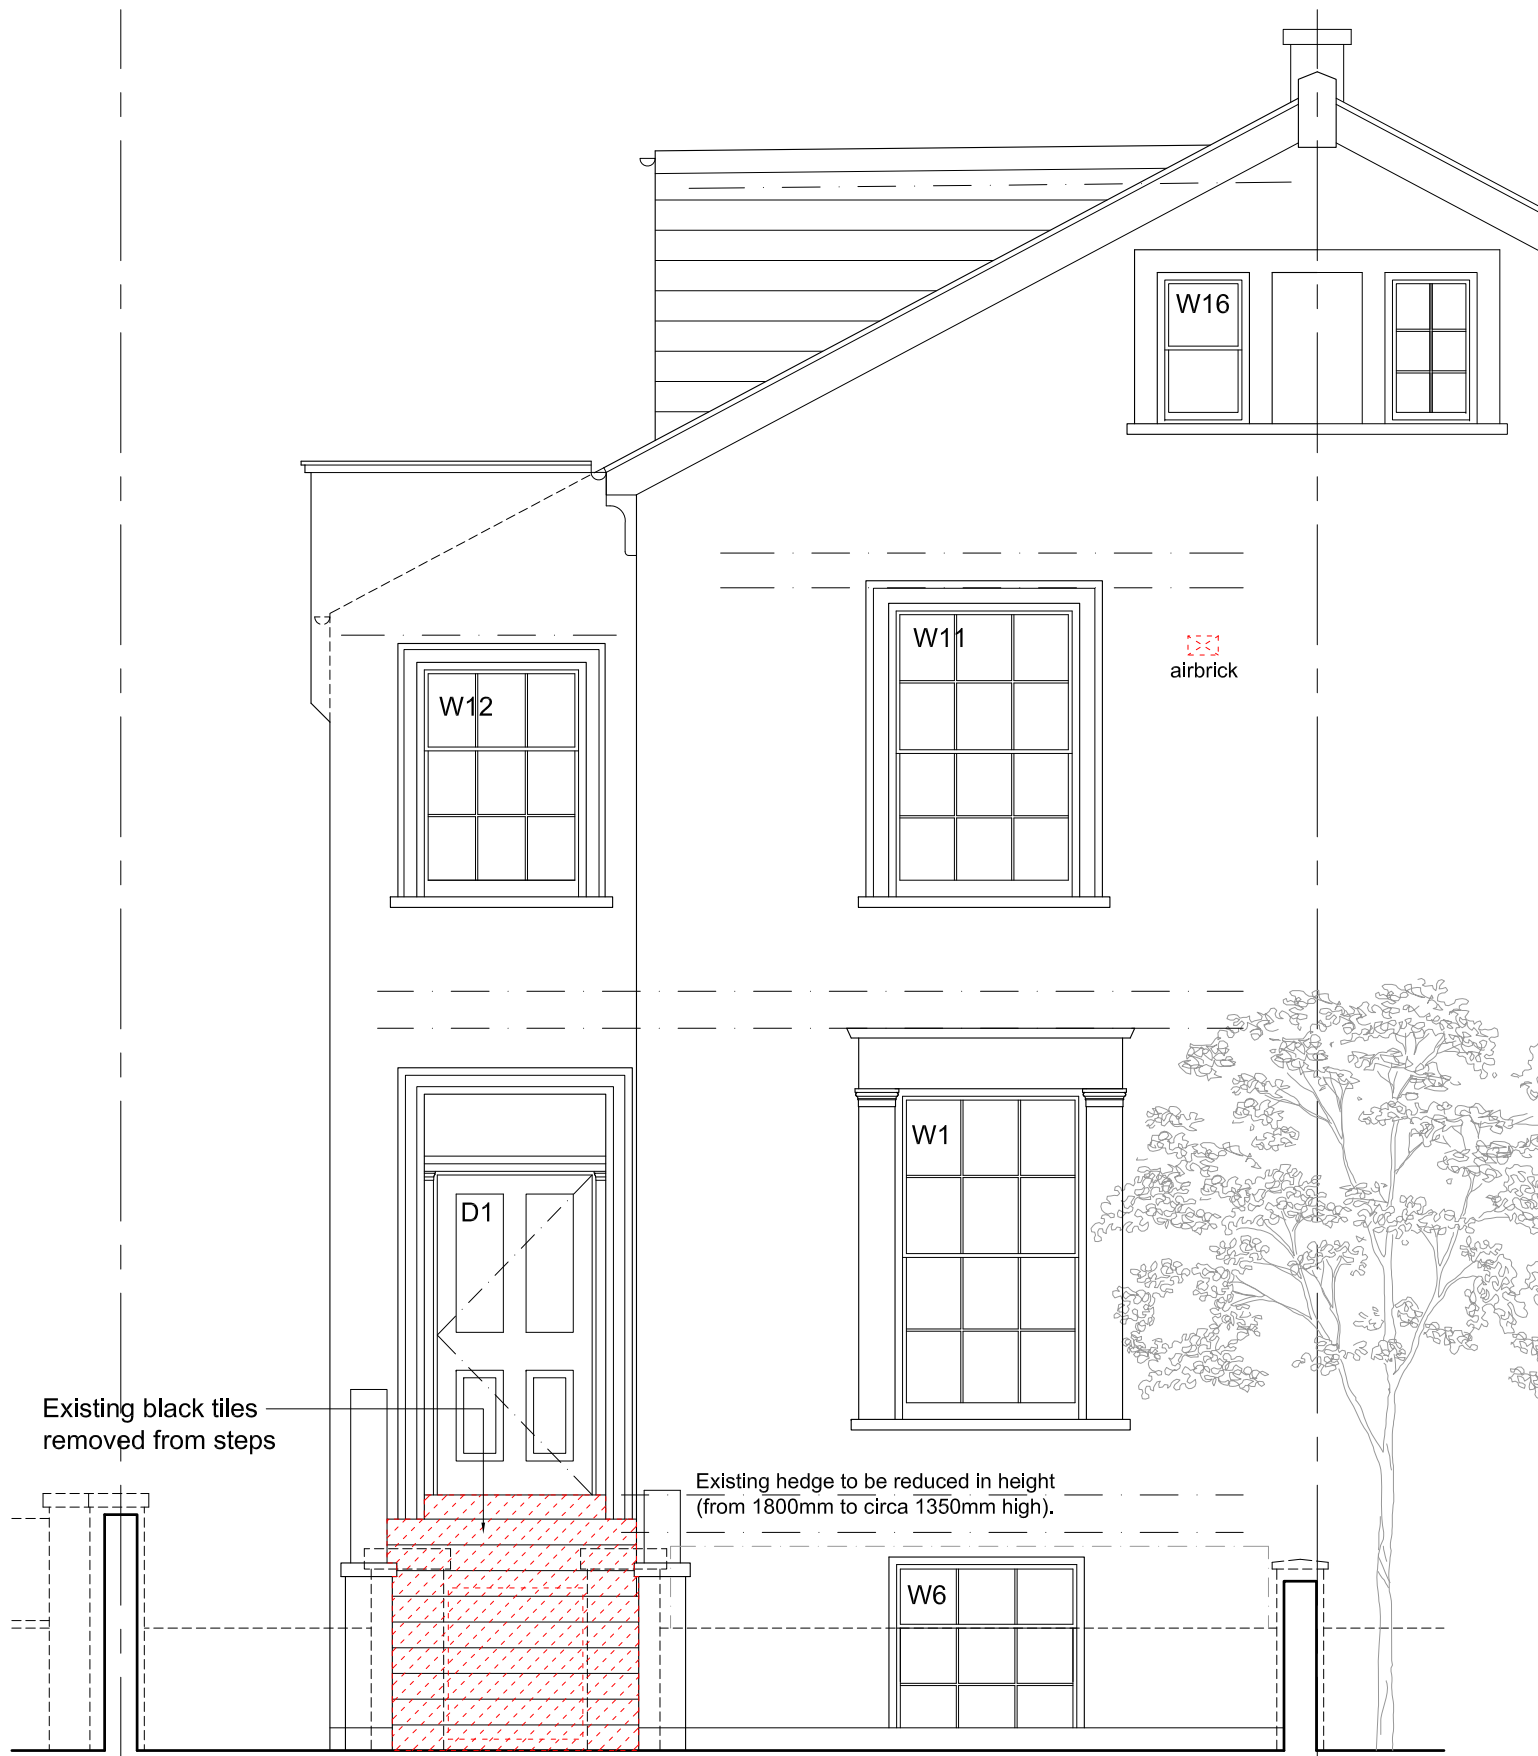 W16
W11
airbrick
W12
W1
D1
Existing black tiles
removed from steps
Existing hedge to be reduced in height
(from 1800mm to circa 1350mm high).
W6